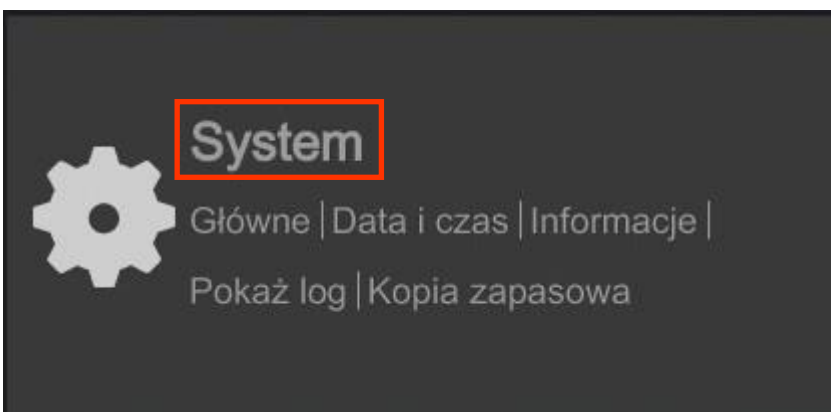 System
Główne | Data i czas | Informacje |
Pokaż log | Kopia zapasowa